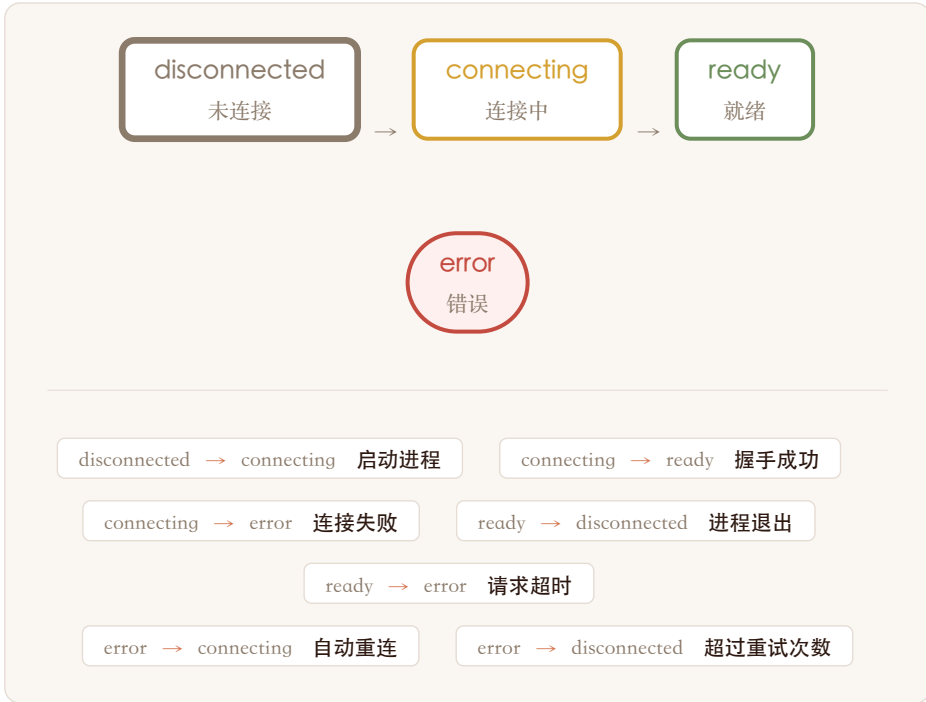 disconnected
未连接
→
connecting
连接中
→
ready
就绪
error
错误
disconnected → connecting 启动进程
connecting → ready 握手成功
connecting → error 连接失败
ready → disconnected 进程退出
ready → error 请求超时
error → connecting 自动重连
error → disconnected 超过重试次数